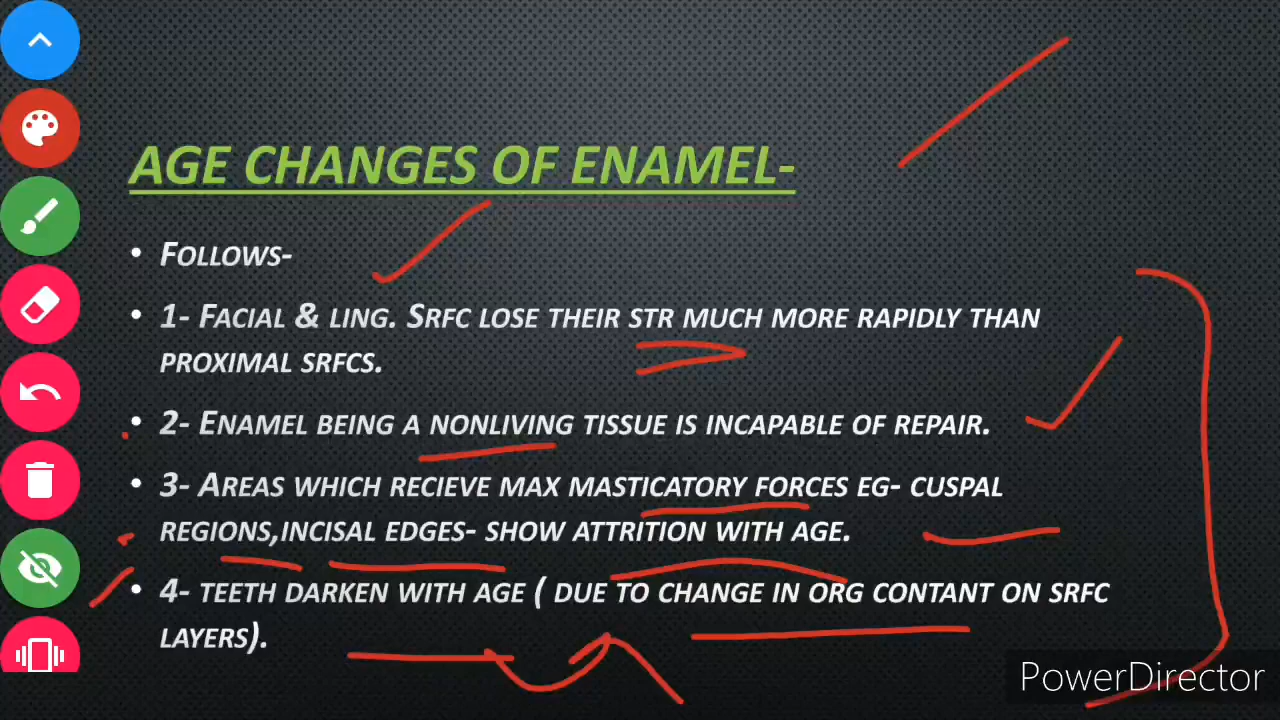 AGE CHANGES OF ENAMEL-
• FOLLOWS-
• 1- FACIAL & LING. SRFC LOSE THEIR STR MUCH MORE RAPIDLY THAN
PROXIMAL SRFCS.
• 2- ENAMEL BEING A NONLIVING TISSUE IS INCAPABLE OF REPAIR.
• 3- AREAS WHICH RECIEVE MAX MASTICATORY FORCES EG- CUSPAL
REGIONS,INCISAL EDGES- SHOW ATTRITION WITH AGE.
• 4- TEETH DARKEN WITH AGE ( DUE TO CHANGE IN ORG CONTANT ON SRFC
LAYERS).
PowerDirector